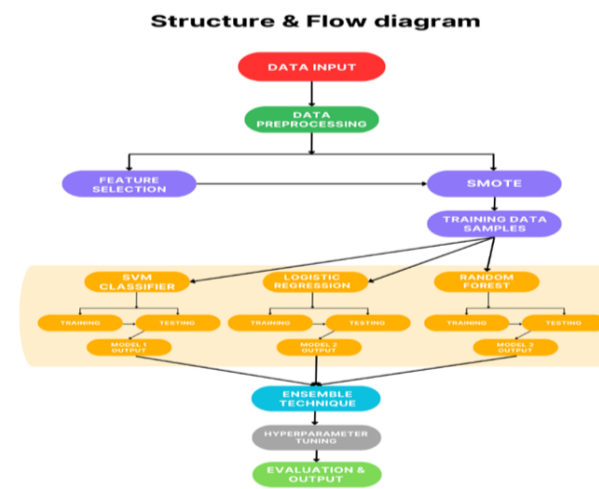 Structure & Flow diagram
DATA INPUT
DATA
PREPROCESSING
FEATURE
SELECTION
SMOTE
TRAINING DATA
SAMPLES
SVM
CLASSIFIER
LOGISTIC
REGRESSION
RANDOM
FOREST
TRAINING
TESTING
TRAINING
TESTING
TRAINING
TESTING
MODEL 1
OUTPUT
MODEL 2
OUTPUT
MODEL 3
OUTPUT
ENSEMBLE
TECHNIQUE
HYPERPARAMETER
TUNING
EVALUATION &
OUTPUT